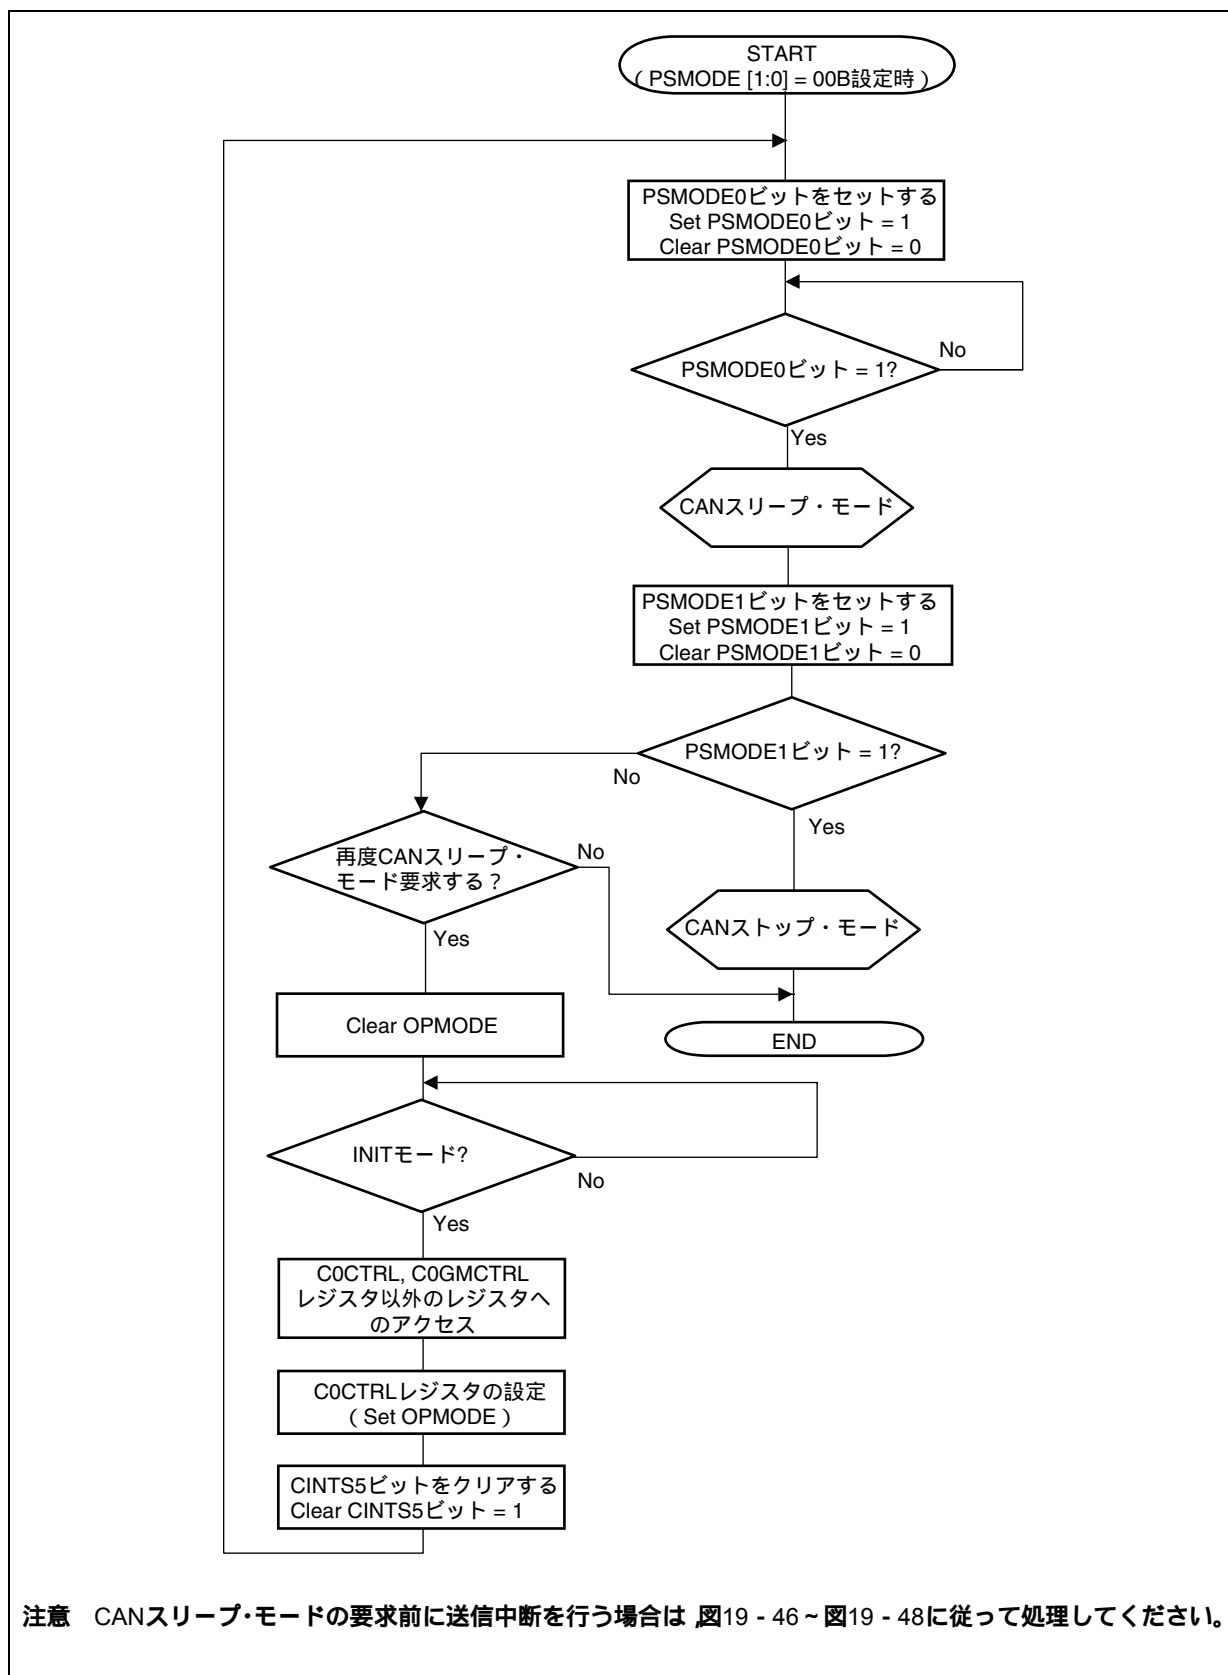 START
( PSMODE [1:0] = 00B設定時 )
PSMODE0ビットをセットする
Set PSMODE0ビット = 1
Clear PSMODE0ビット = 0
PSMODE0ビット = 1?
No
Yes
CANスリープ・モード
PSMODE1ビットをセットする
Set PSMODE1ビット = 1
Clear PSMODE1ビット = 0
PSMODE1ビット = 1?
No
Yes
再度CANスリープ・
モード要求する?
No
Yes
CANストップ・モード
Clear OPMODE
END
INITモード?
No
Yes
C0CTRL, C0GMCTRL
レジスタ以外のレジスタへ
のアクセス
C0CTRLレジスタの設定
( Set OPMODE )
CINTS5ビットをクリアする
Clear CINTS5ビット = 1
注意 CANスリープ・モードの要求前に送信中断を行う場合は,図19 - 46 ~ 図19 - 48に従って処理してください。